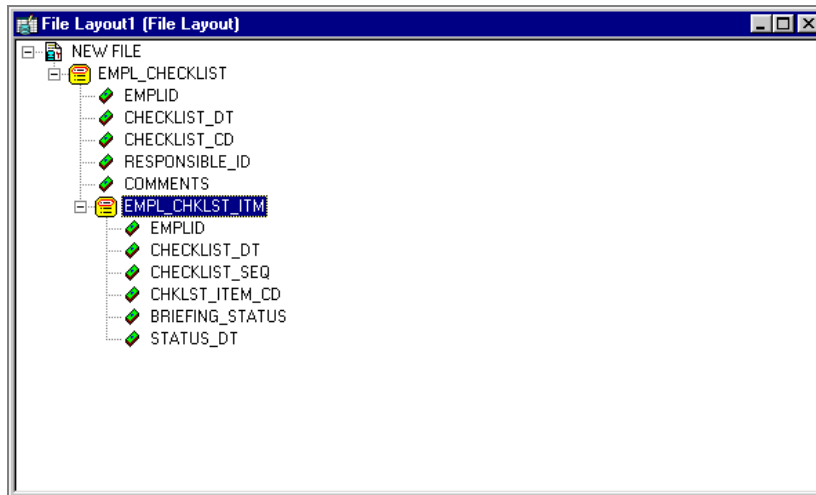 File Layout1 (File Layout)
NEW FILE
EMPL_CHECKLIST
EMPLID
CHECKLIST_DT
CHECKLIST_CD
RESPONSIBLE_ID
COMMENTS
EMPL_CHKLST_ITM
EMPLID
CHECKLIST_DT
CHECKLIST_SEQ
CHKLST_ITEM_CD
BRIEFING_STATUS
STATUS_DT